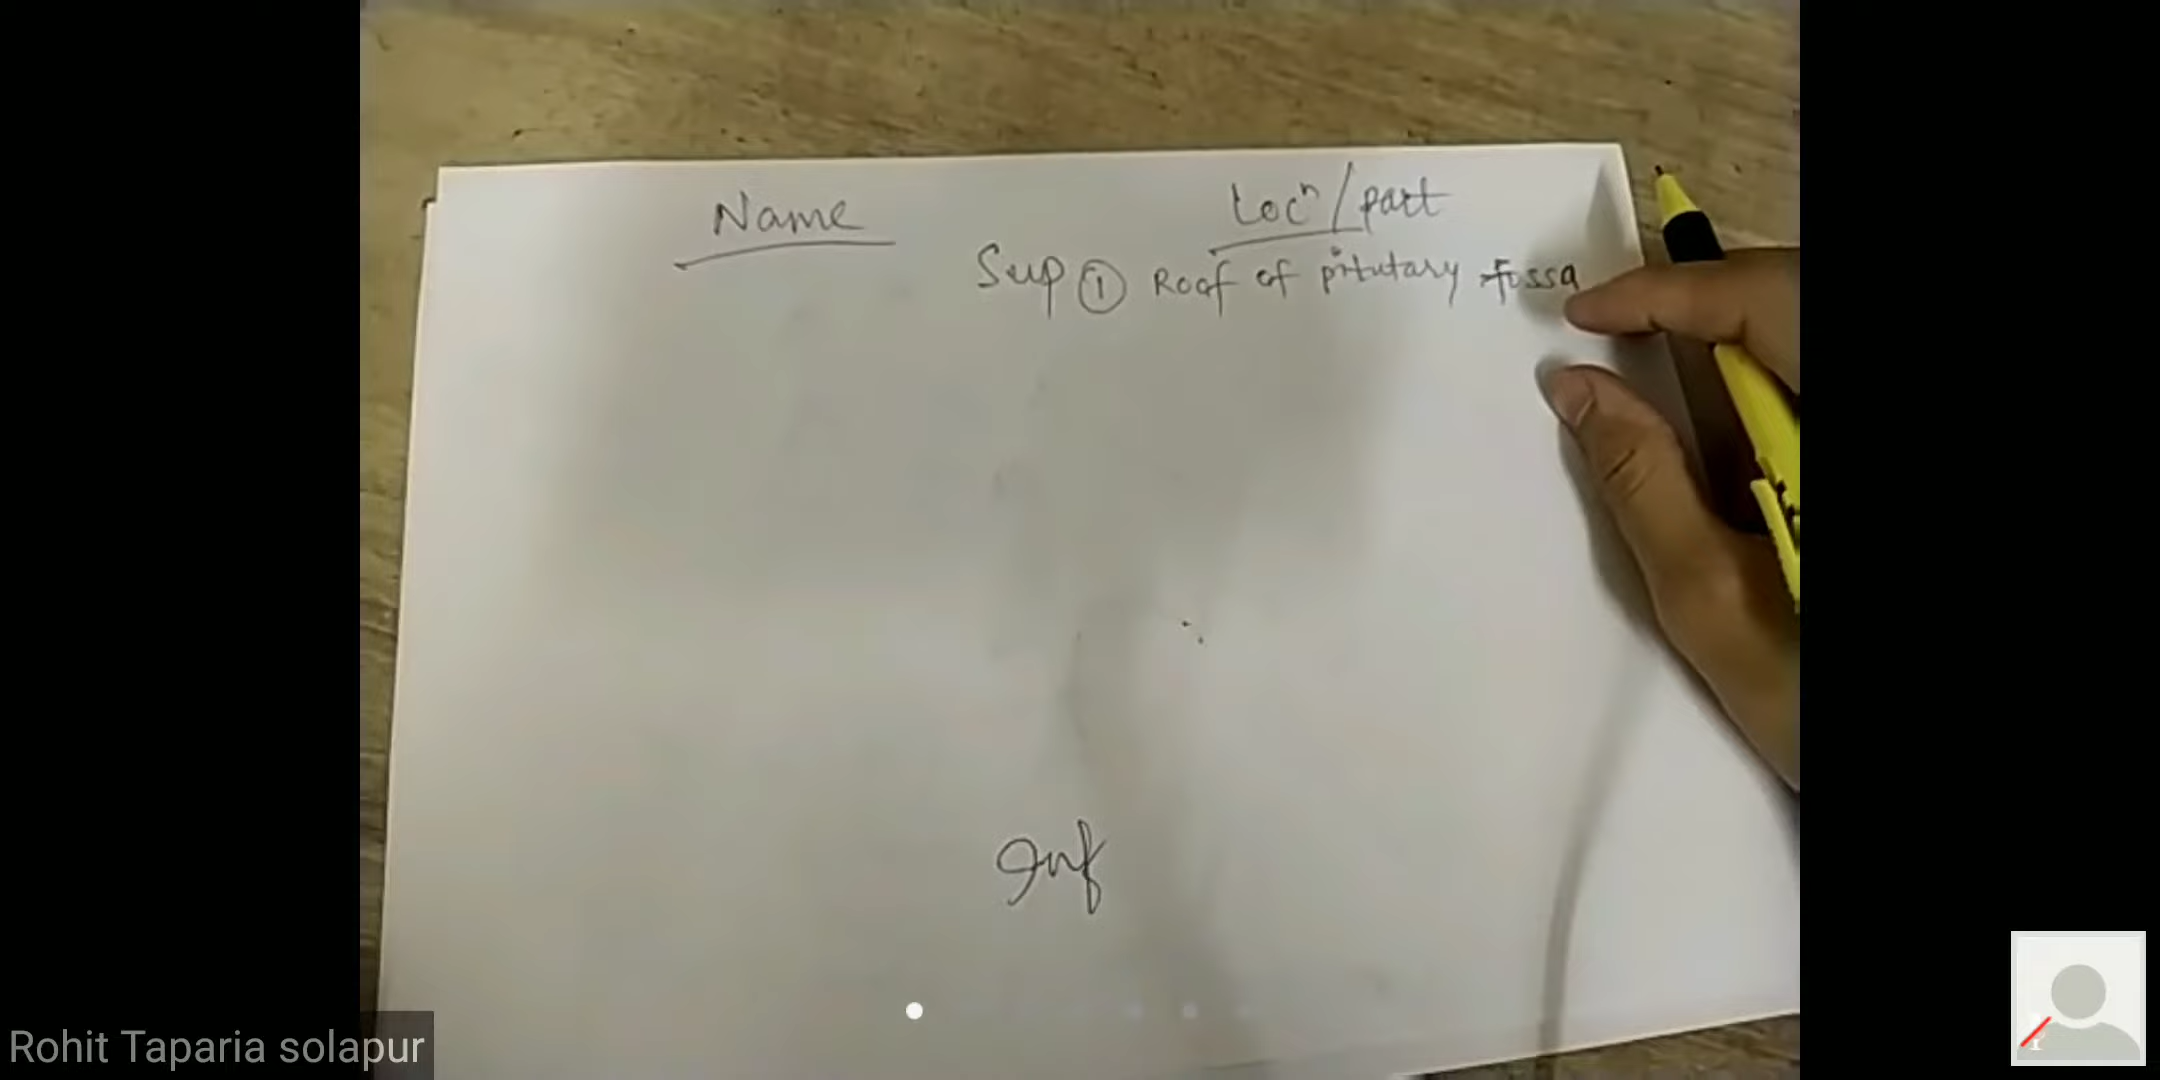 Name
Locⁿ/part
Sup ① Roof of pitutary fossa
Inf
Rohit Taparia solapur